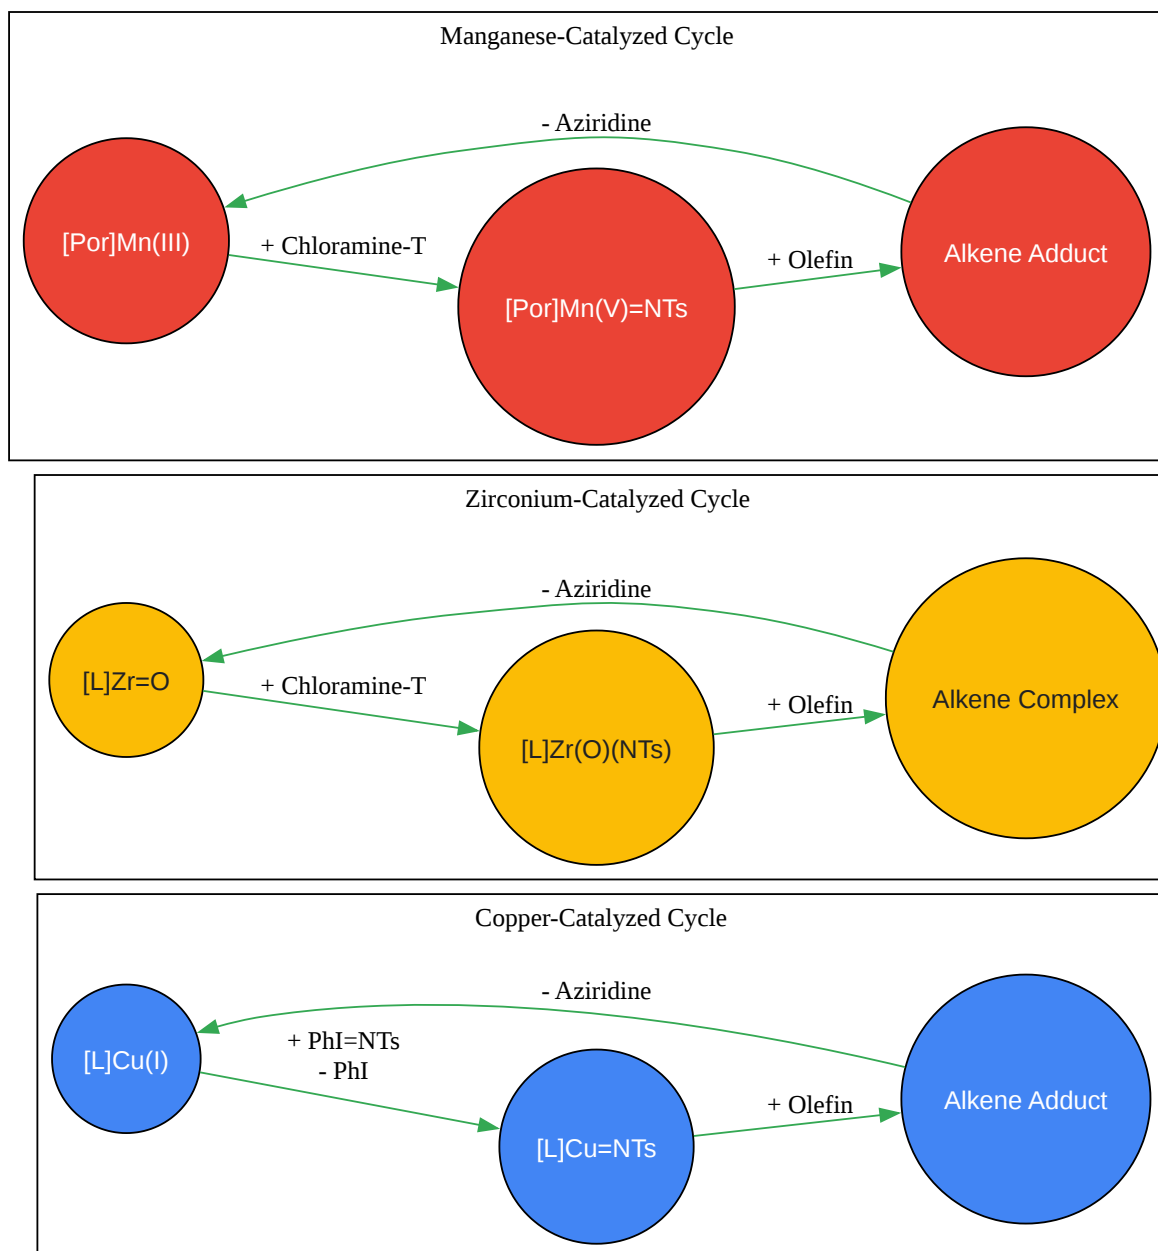 Manganese-Catalyzed Cycle
- Aziridine
[Por]Mn(III)
+ Chloramine-T
[Por]Mn(V)=NTs
+ Olefin
Alkene Adduct
Zirconium-Catalyzed Cycle
- Aziridine
[L]Zr=O
+ Chloramine-T
[L]Zr(O)(NTs)
+ Olefin
Alkene Complex
Copper-Catalyzed Cycle
- Aziridine
[L]Cu(I)
+ PhI=NTs
- PhI
[L]Cu=NTs
+ Olefin
Alkene Adduct